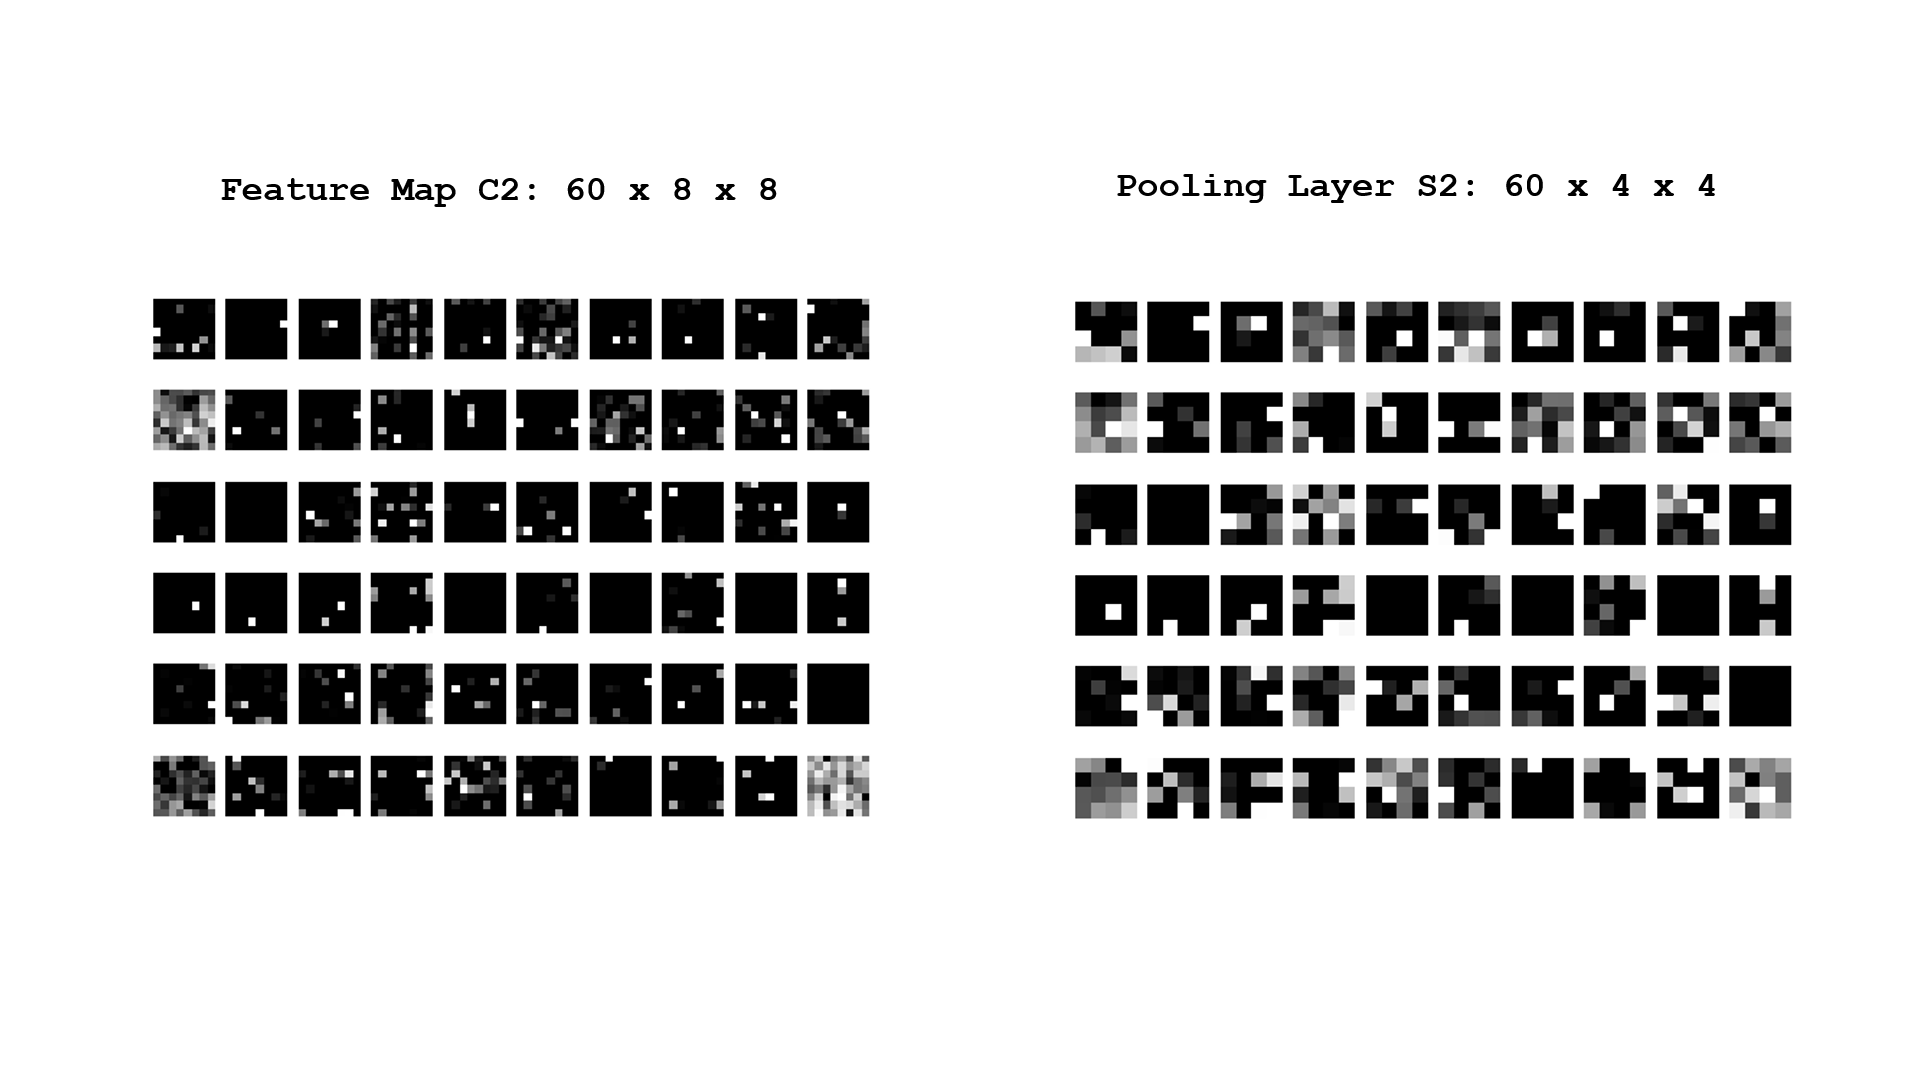 Feature Map C2: 60 x 8 x 8
Pooling Layer S2: 60 x 4 x 4